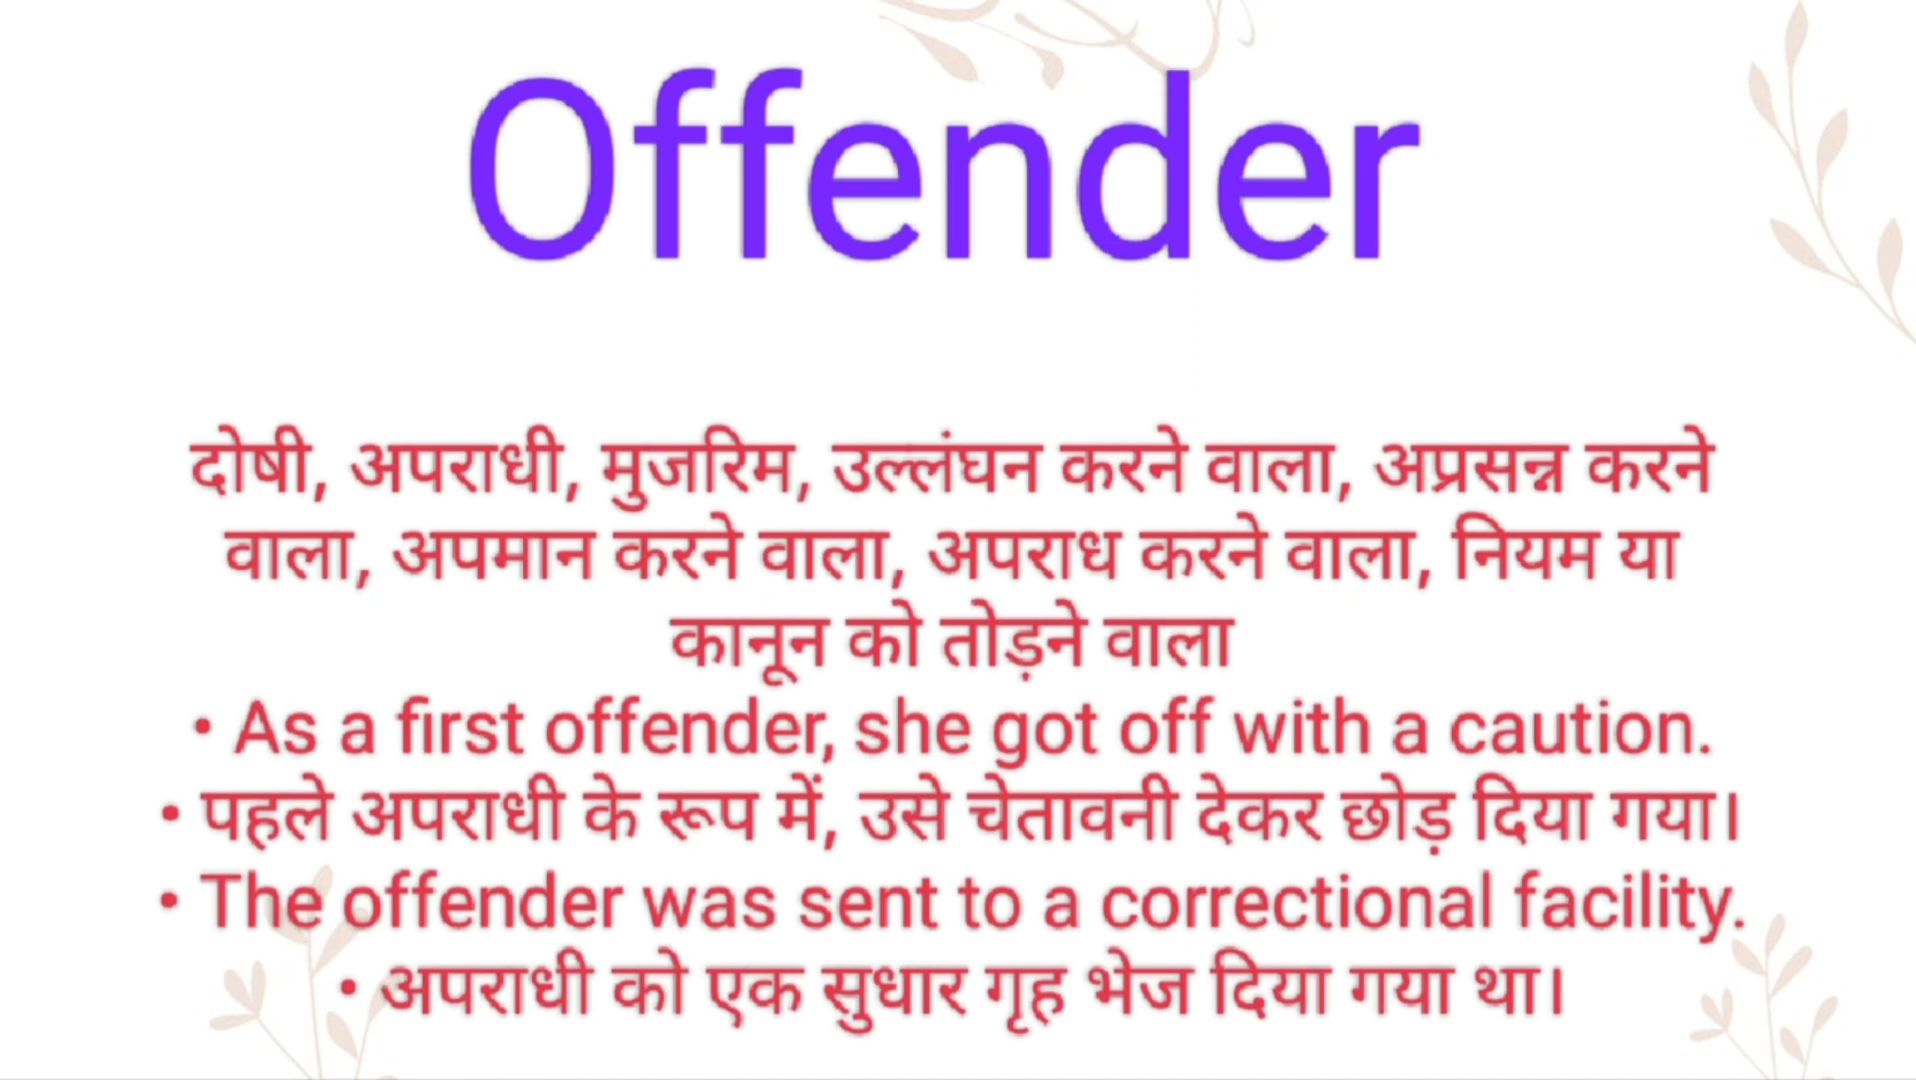 Offender
दोषी, अपराधी, मुजरिम, उल्लंघन करने वाला, अप्रसन्न करने
वाला, अपमान करने वाला, अपराध करने वाला, नियम या
कानून को तोड़ने वाला
• As a first offender, she got off with a caution.
• पहले अपराधी के रूप में, उसे चेतावनी देकर छोड़ दिया गया।
• The offender was sent to a correctional facility.
• अपराधी को एक सुधार गृह भेज दिया गया था।